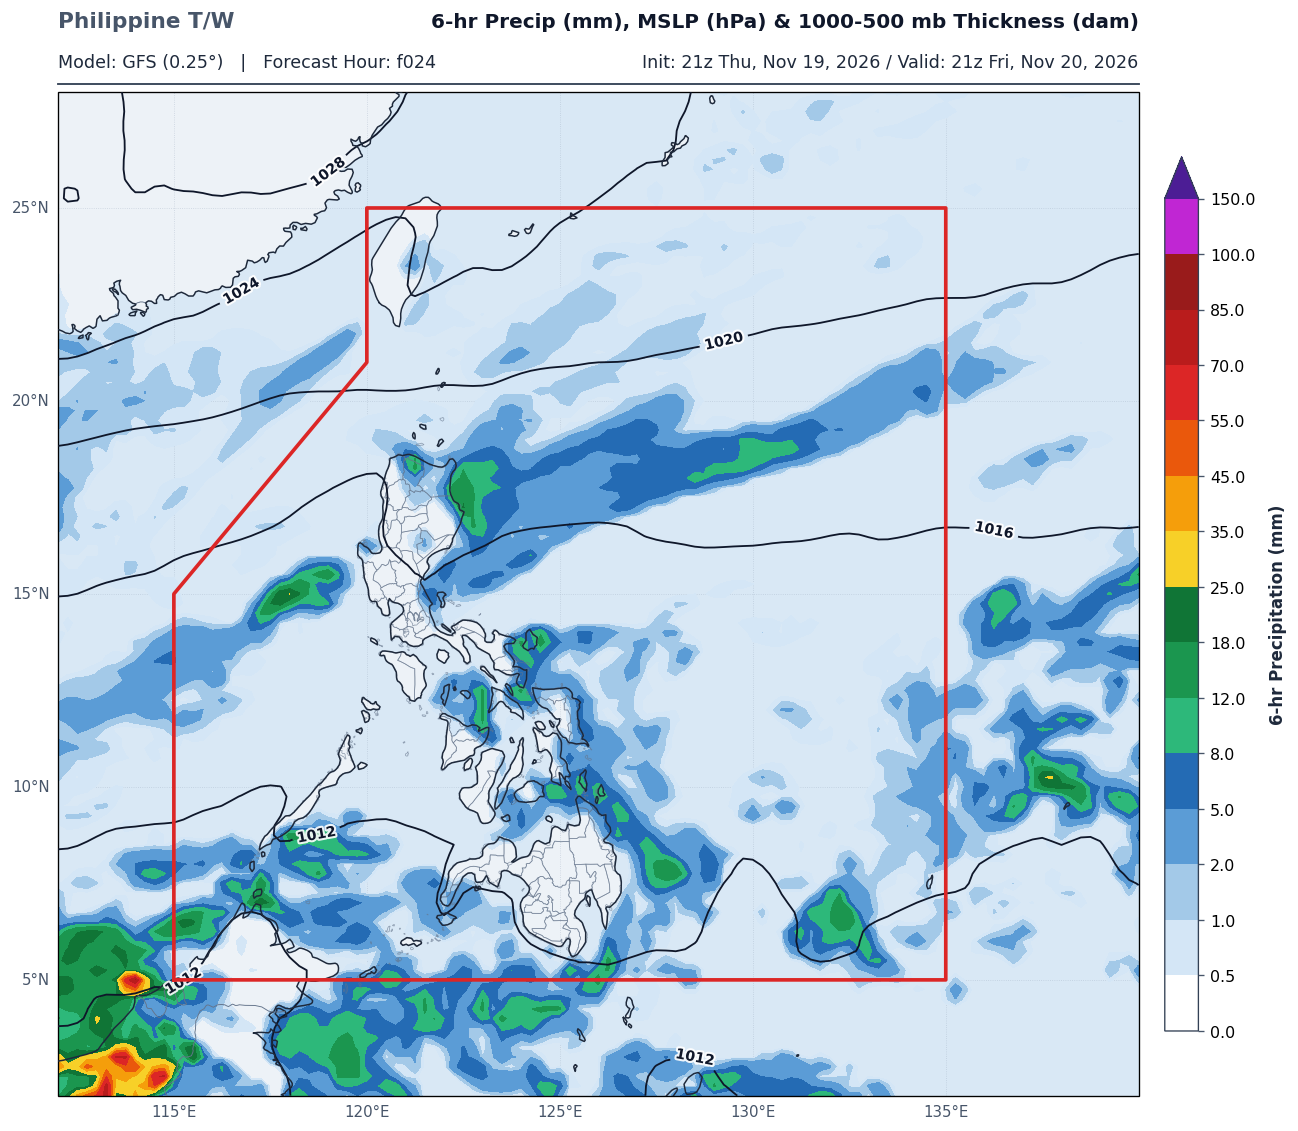 Philippine T/W
6-hr Precip (mm), MSLP (hPa) & 1000-500 mb Thickness (dam)
Model: GFS (0.25°)   |   Forecast Hour: f024
Init: 21z Thu, Nov 19, 2026 / Valid: 21z Fri, Nov 20, 2026
1028
1024
1020
1016
1012
1012
1012
25°N
20°N
15°N
10°N
5°N
115°E
120°E
125°E
130°E
135°E
150.0
100.0
85.0
70.0
55.0
45.0
35.0
25.0
18.0
12.0
8.0
5.0
2.0
1.0
0.5
0.0
6-hr Precipitation (mm)